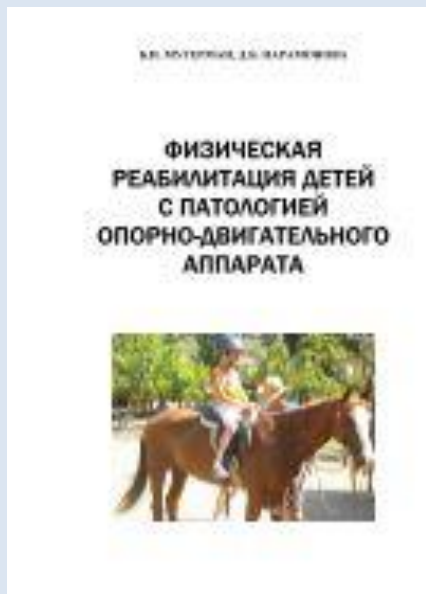 ФИЗИЧЕСКАЯ
РЕАБИЛИТАЦИЯ ДЕТЕЙ
С ПАТОЛОГИЕЙ
ОПОРНО-ДВИГАТЕЛЬНОГО
АППАРАТА